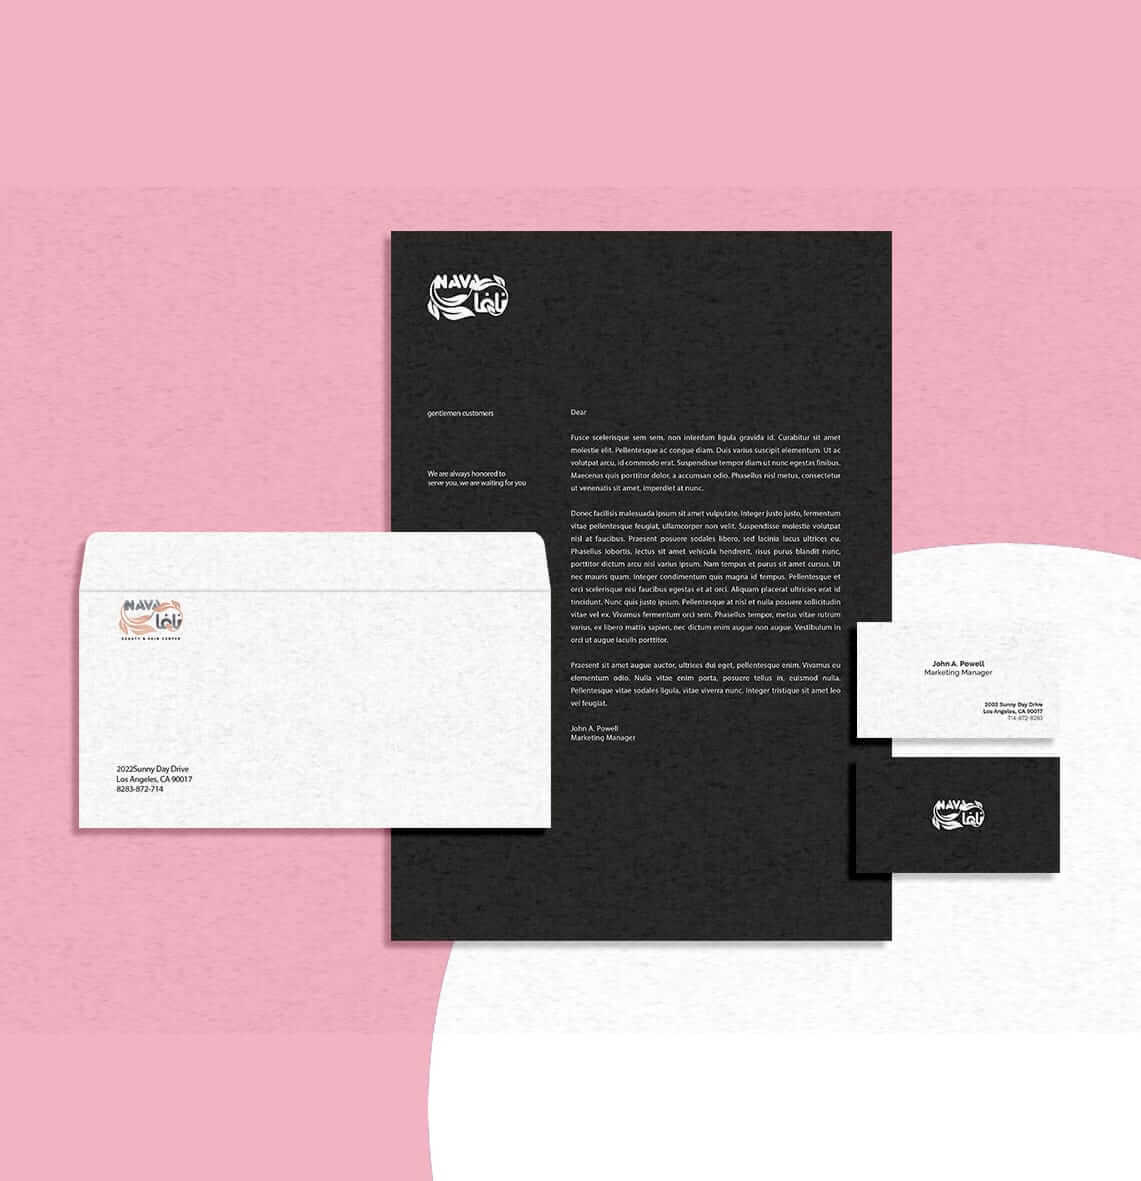 NAVA
نافا
gentlemen customers
We are always honored to
serve you, we are waiting for you
Dear
Fusce scelerisque sem sem, non interdum ligula gravida id. Curabitur sit amet
molestie elit. Pellentesque ac congue diam. Duis varius suscipit elementum. Ut ac
volutpat arcu, id commodo erat. Suspendisse tempor diam ut nunc egestas finibus.
Maecenas quis porttitor dolor, a accumsan odio. Phasellus nisl metus, consectetur
ut venenatis sit amet, imperdiet at nunc.
Donec facilisis malesuada ipsum sit amet vulputate. Integer justo justo, fermentum
vitae pellentesque feugiat, ullamcorper non velit. Suspendisse molestie volutpat
nisl at faucibus. Praesent posuere sodales libero, sed lacinia lacus ultrices eu.
Phasellus lobortis, lectus sit amet vehicula hendrerit, risus purus blandit nunc,
porttitor dictum arcu nisl varius ipsum. Nam tempus et purus sit amet cursus. Ut
nec mauris quam. Integer condimentum quis magna id tempus. Pellentesque et
orci scelerisque nisi faucibus egestas et at orci. Aliquam placerat ultricies erat id
tincidunt. Nunc quis justo ipsum. Pellentesque at nisl et nulla posuere sollicitudin
vitae vel ex. Vivamus fermentum orci sem. Phasellus tempor, metus vitae rutrum
varius, ex libero mattis sapien, nec dictum enim augue non augue. Vestibulum in
orci ut augue iaculis porttitor.
Praesent sit amet augue auctor, ultrices dui eget, pellentesque enim. Vivamus eu
elementum odio. Nulla vitae enim porta, posuere tellus in, euismod nulla.
Pellentesque vitae sodales ligula, vitae viverra nunc. Integer tristique sit amet leo
vel feugiat.
John A. Powell
Marketing Manager
NAVA
نافا
BEAUTY & SKIN CENTER
2022Sunny Day Drive
Los Angeles, CA 90017
8283-872-714
John A. Powell
Marketing Manager
2002 Sunny Day Drive
Los Angeles, CA 90017
714-872-8283
NAVA
نافا